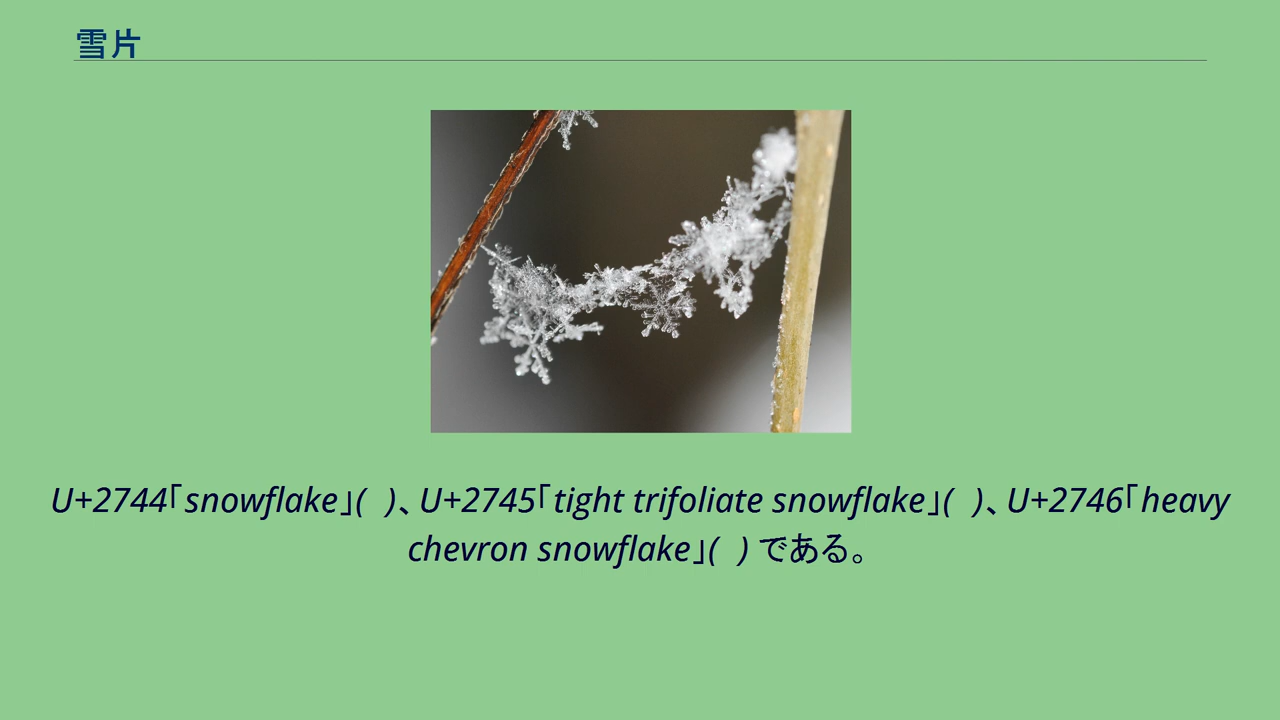 雪片
U+2744「snowflake」(  )、U+2745「tight trifoliate snowflake」(  )、U+2746「heavy
chevron snowflake」(  ) である。